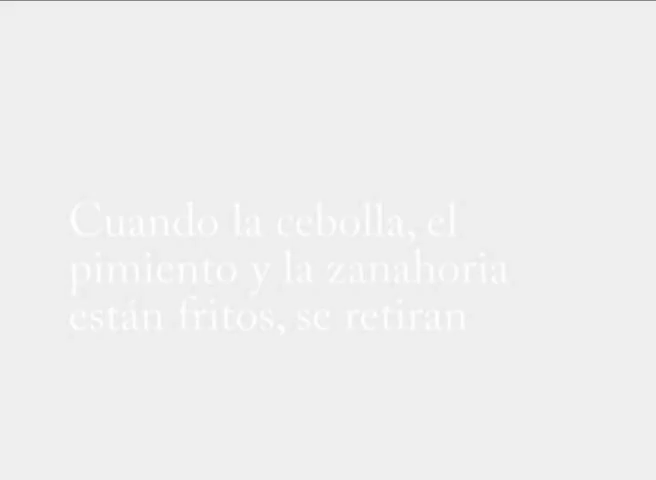 Cuando la cebolla, el
pimiento y la zanahoria
están fritos, se retiran